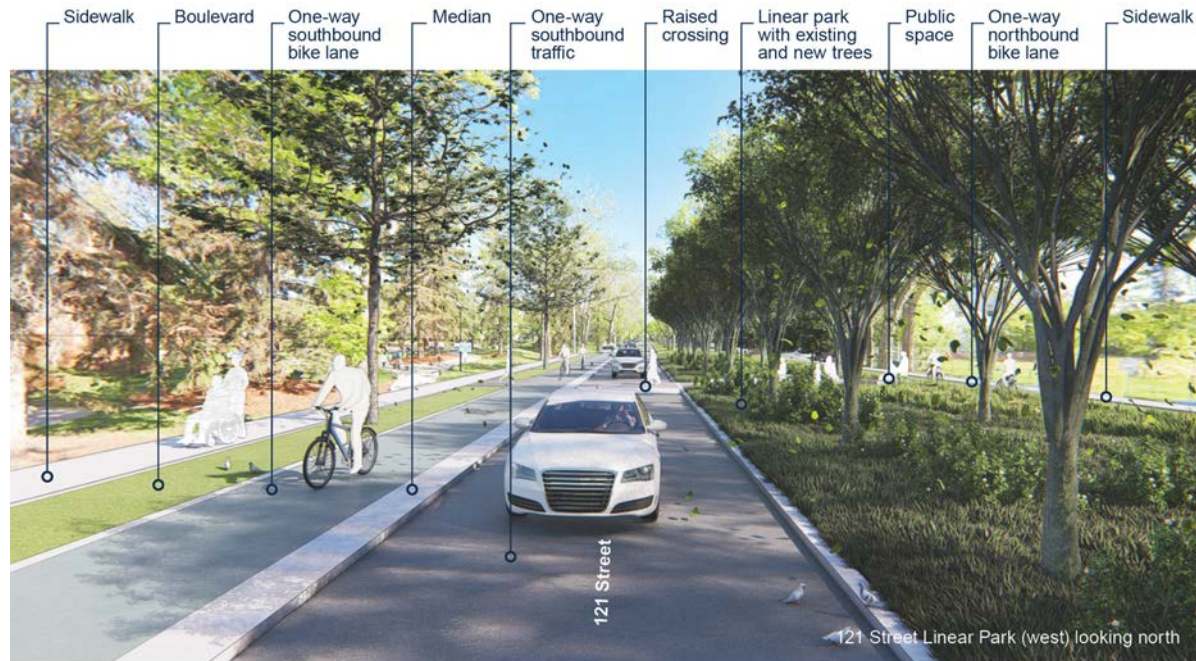 Sidewalk
Boulevard
One-way
southbound
bike lane
Median
One-way
southbound
traffic
Raised
crossing
Linear park
with existing
and new trees
Public
space
One-way
northbound
bike lane
Sidewalk
121 Street
121 Street Linear Park (west) looking north